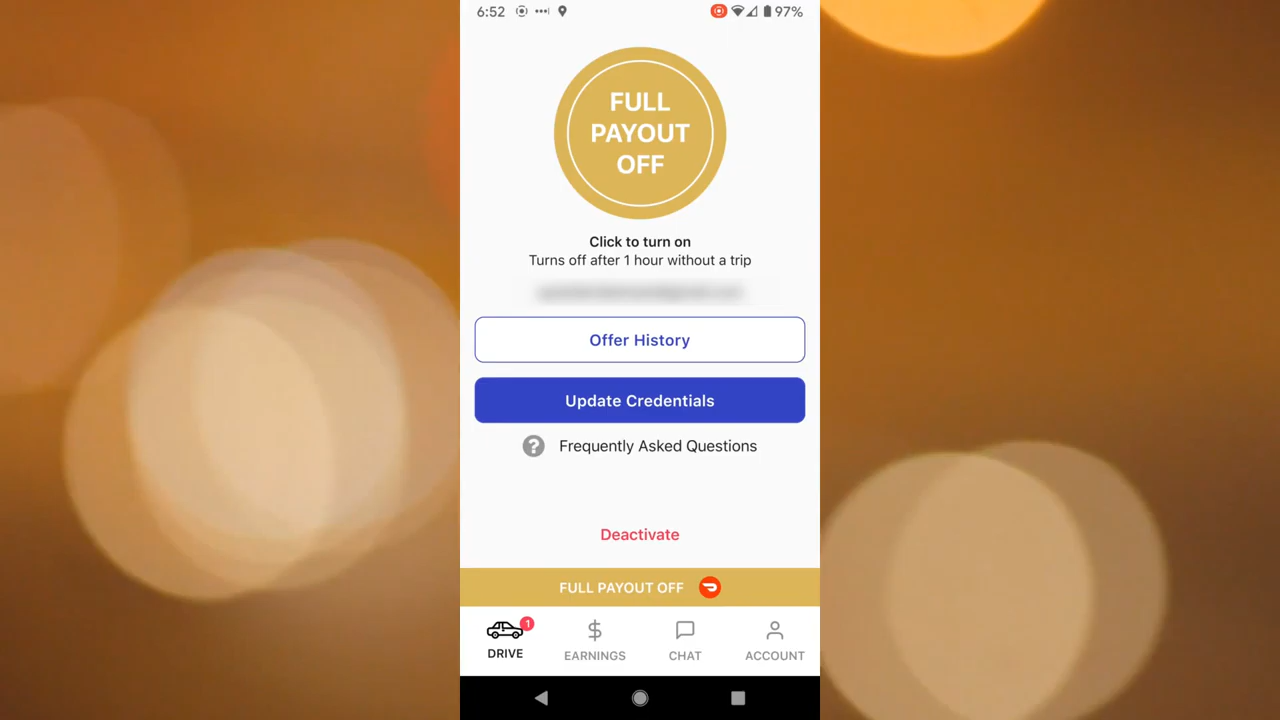 6:52
97%
FULL
PAYOUT
OFF
Click to turn on
Turns off after 1 hour without a trip
Offer History
Update Credentials
? Frequently Asked Questions
Deactivate
FULL PAYOUT OFF
1
DRIVE
EARNINGS
CHAT
ACCOUNT